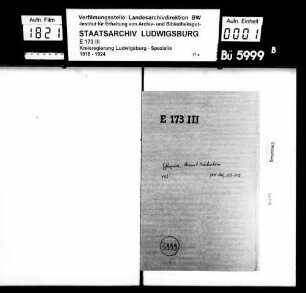 Aufn. Film
1821
Verfilmungsstelle: Landesarchivdirektion BW
-Institut für Erhaltung von Archiv- und Bibliotheksgut-
STAATSARCHIV LUDWIGSBURG
E 173 III
Kreisregierung Ludwigsburg - Spezialia
1818 - 1924
11 x
Aufn. Einheit
0001
Bü 5999
B
E 173 III
5999